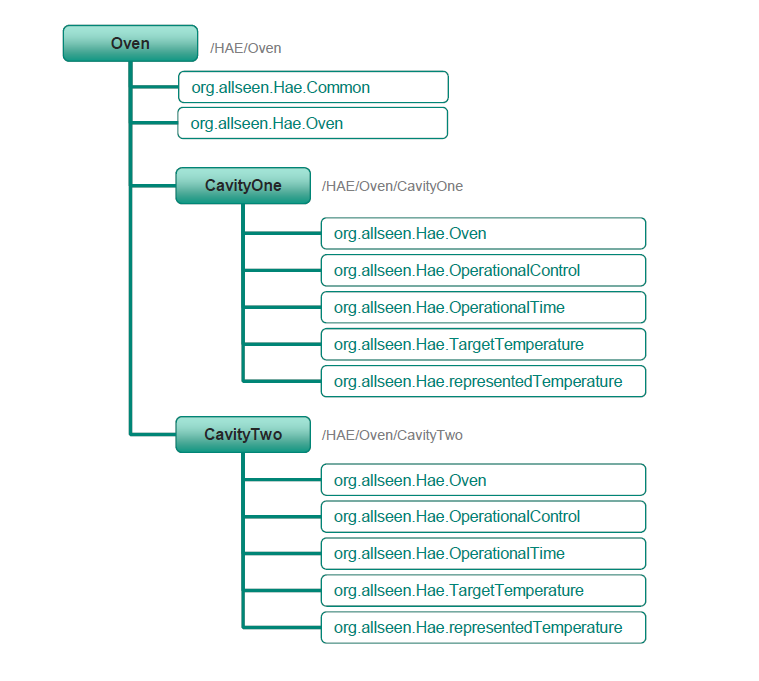 Oven /HAE/Oven
org.allseen.Hae.Common
org.allseen.Hae.Oven
CavityOne /HAE/Oven/CavityOne
org.allseen.Hae.Oven
org.allseen.Hae.OperationalControl
org.allseen.Hae.OperationalTime
org.allseen.Hae.TargetTemperature
org.allseen.Hae.representedTemperature
CavityTwo /HAE/Oven/CavityTwo
org.allseen.Hae.Oven
org.allseen.Hae.OperationalControl
org.allseen.Hae.OperationalTime
org.allseen.Hae.TargetTemperature
org.allseen.Hae.representedTemperature